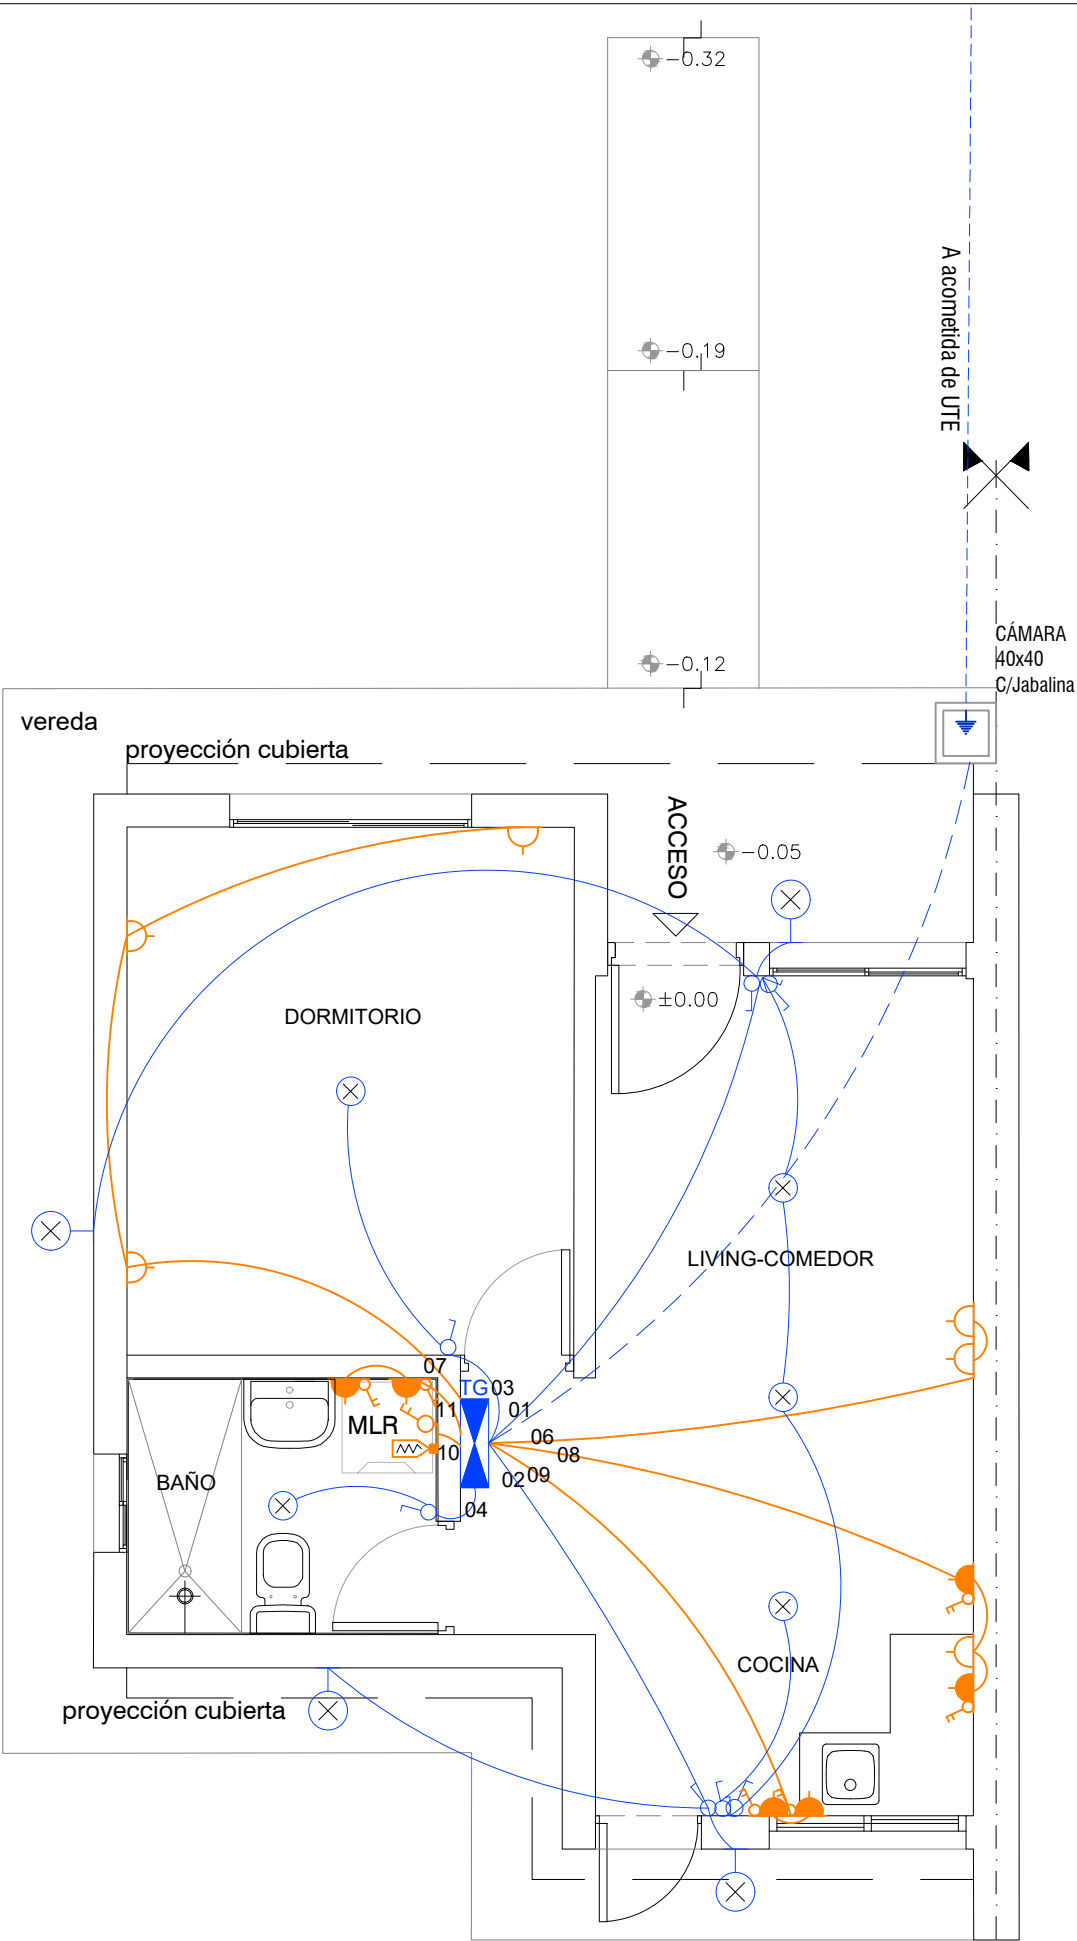 -0.32
A acometida de UTE
-0.19
CÁMARA
40x40
C/Jabalina
-0.12
vereda
proyección cubierta
ACCESO
-0.05
±0.00
DORMITORIO
LIVING-COMEDOR
07
TG
03
11
01
MLR
06
10
08
BAÑO
02
09
04
COCINA
proyección cubierta